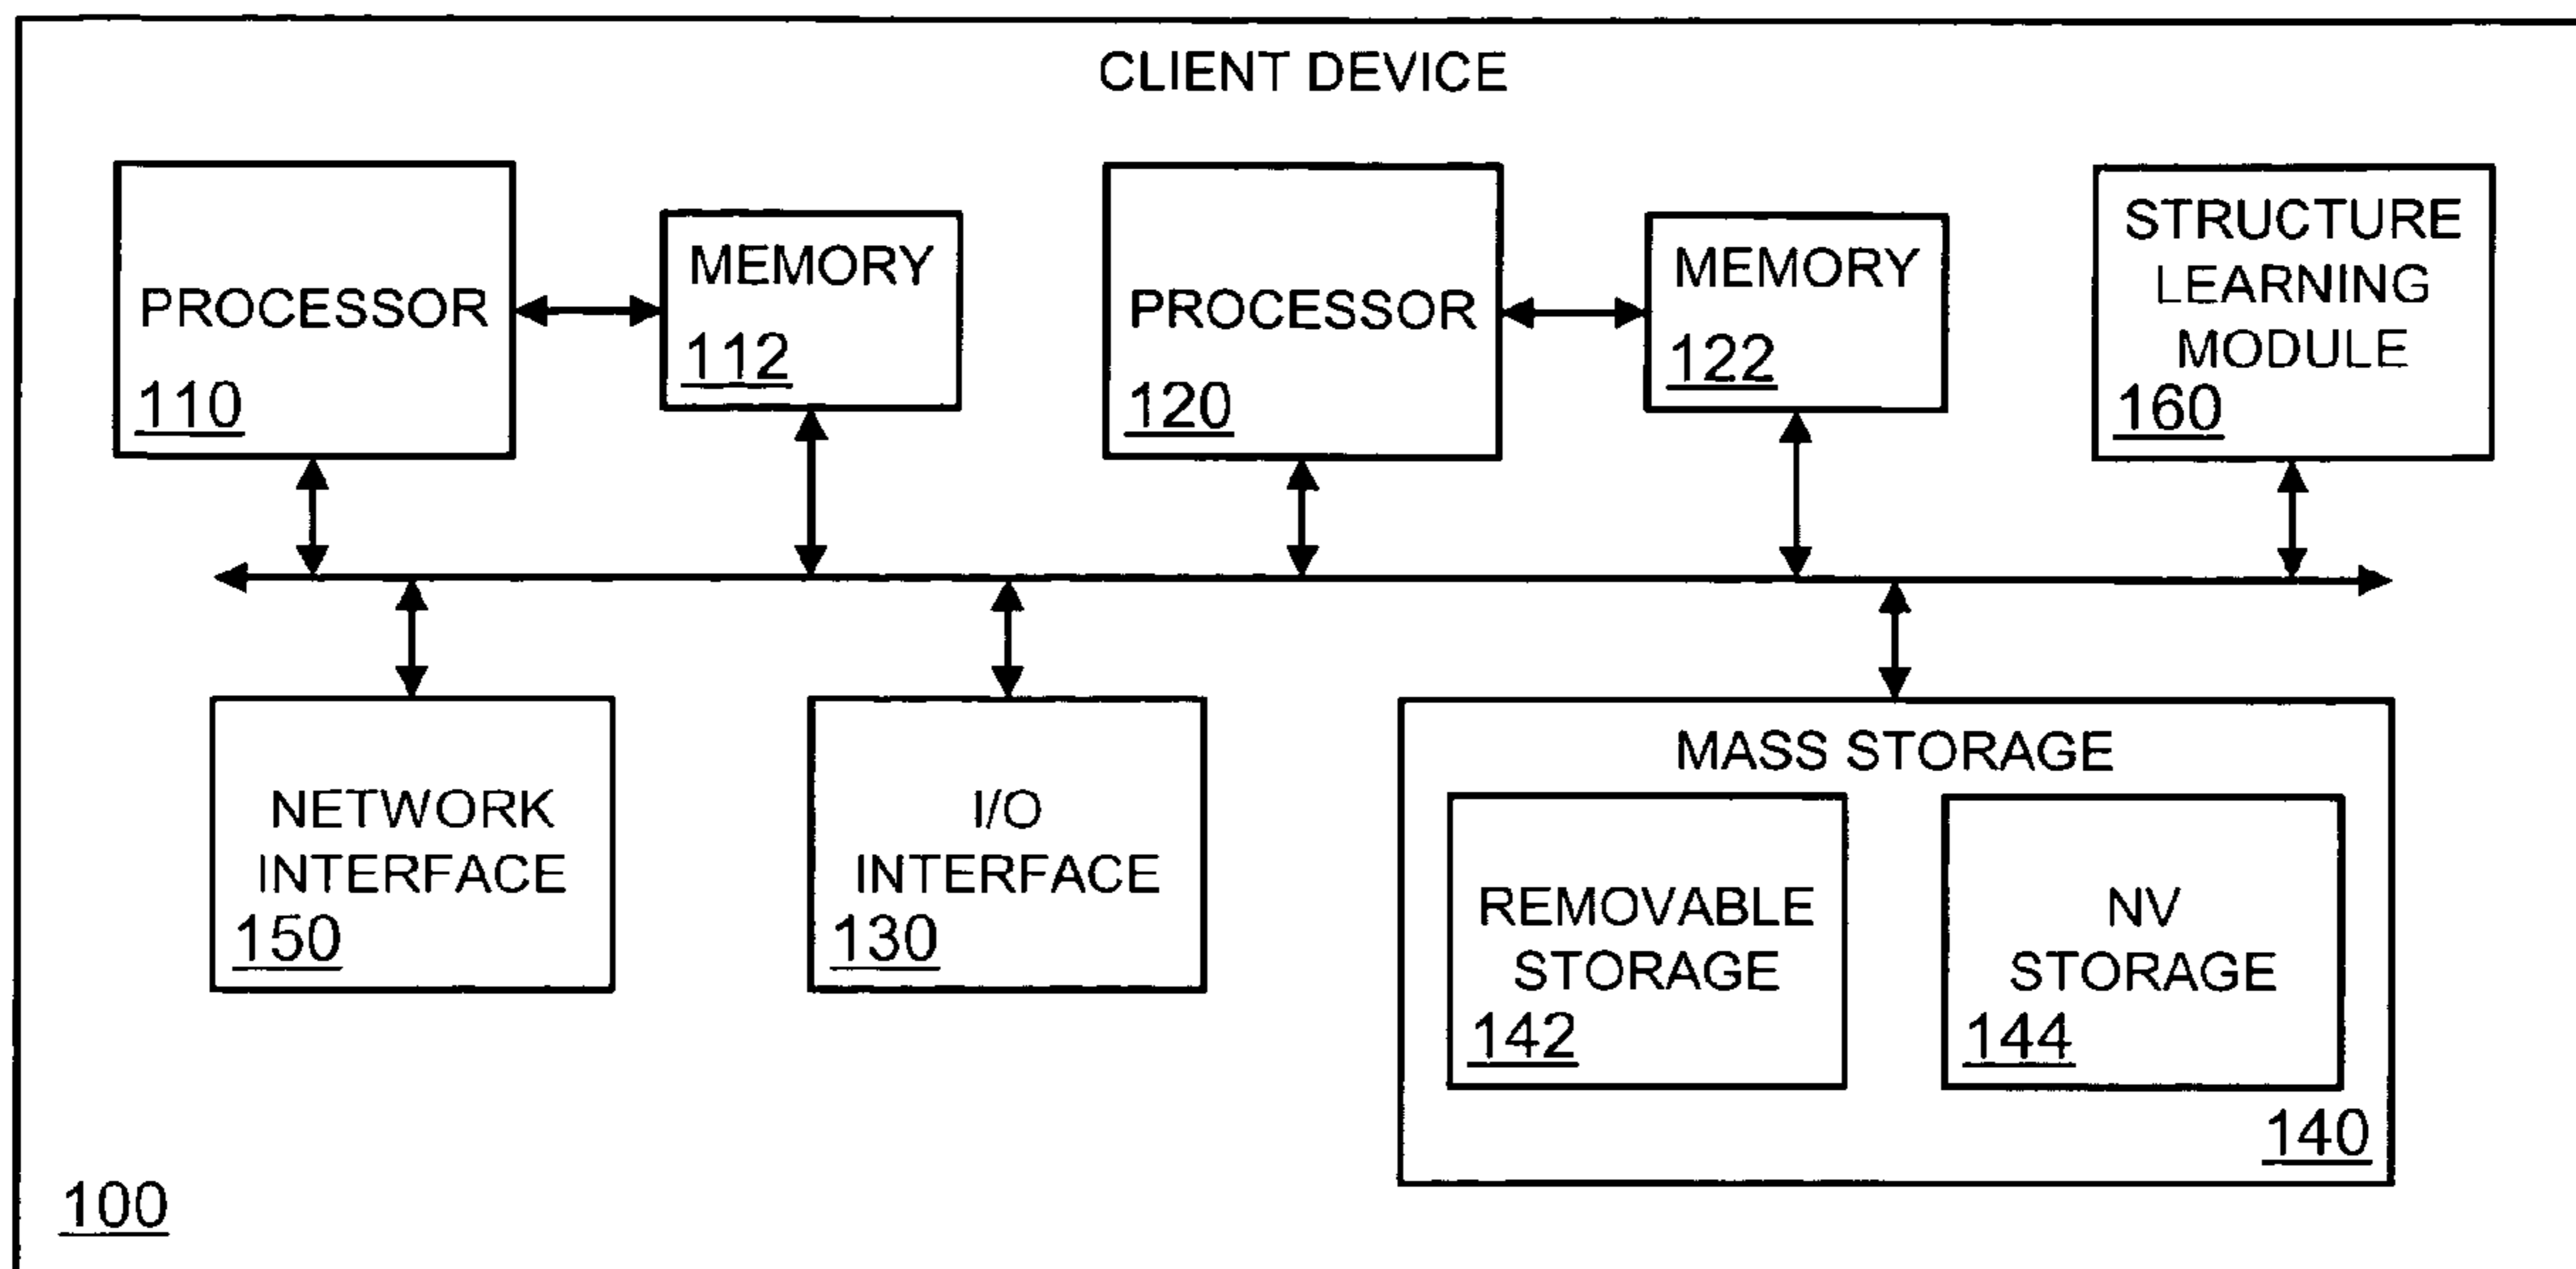 CLIENT DEVICE
PROCESSOR
110
MEMORY
112
PROCESSOR
120
MEMORY
122
STRUCTURE
LEARNING
MODULE
160
NETWORK
INTERFACE
150
I/O
INTERFACE
130
MASS STORAGE
REMOVABLE
STORAGE
142
NV
STORAGE
144
140
100